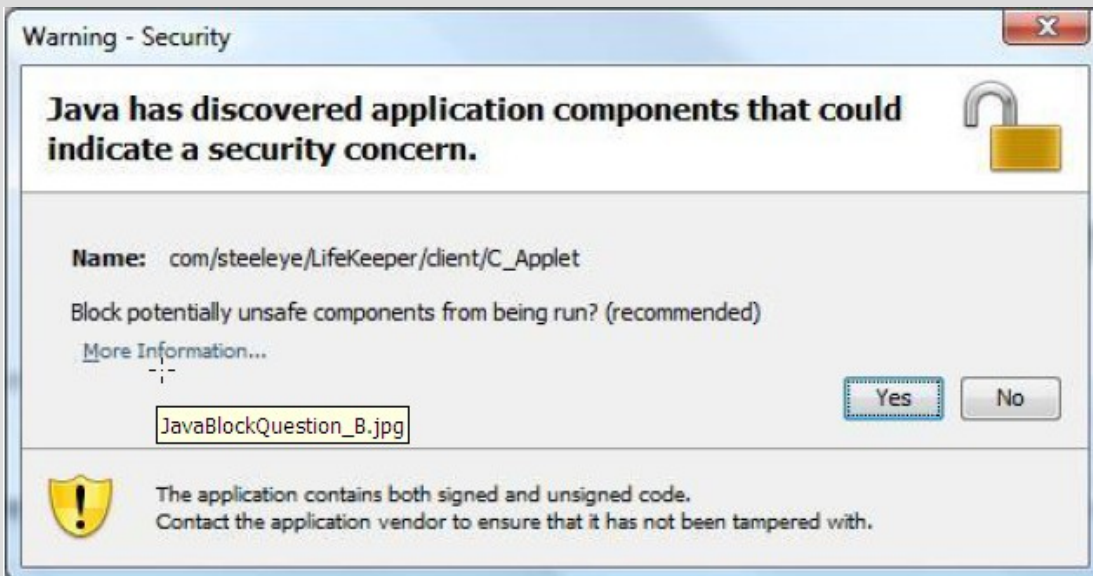 Warning - Security
Java has discovered application components that could
indicate a security concern.
Name: com/steeleye/LifeKeeper/client/C_Applet
Block potentially unsafe components from being run? (recommended)
More Information...
Yes No
JavaBlockQuestion_B.jpg
The application contains both signed and unsigned code.
Contact the application vendor to ensure that it has not been tampered with.